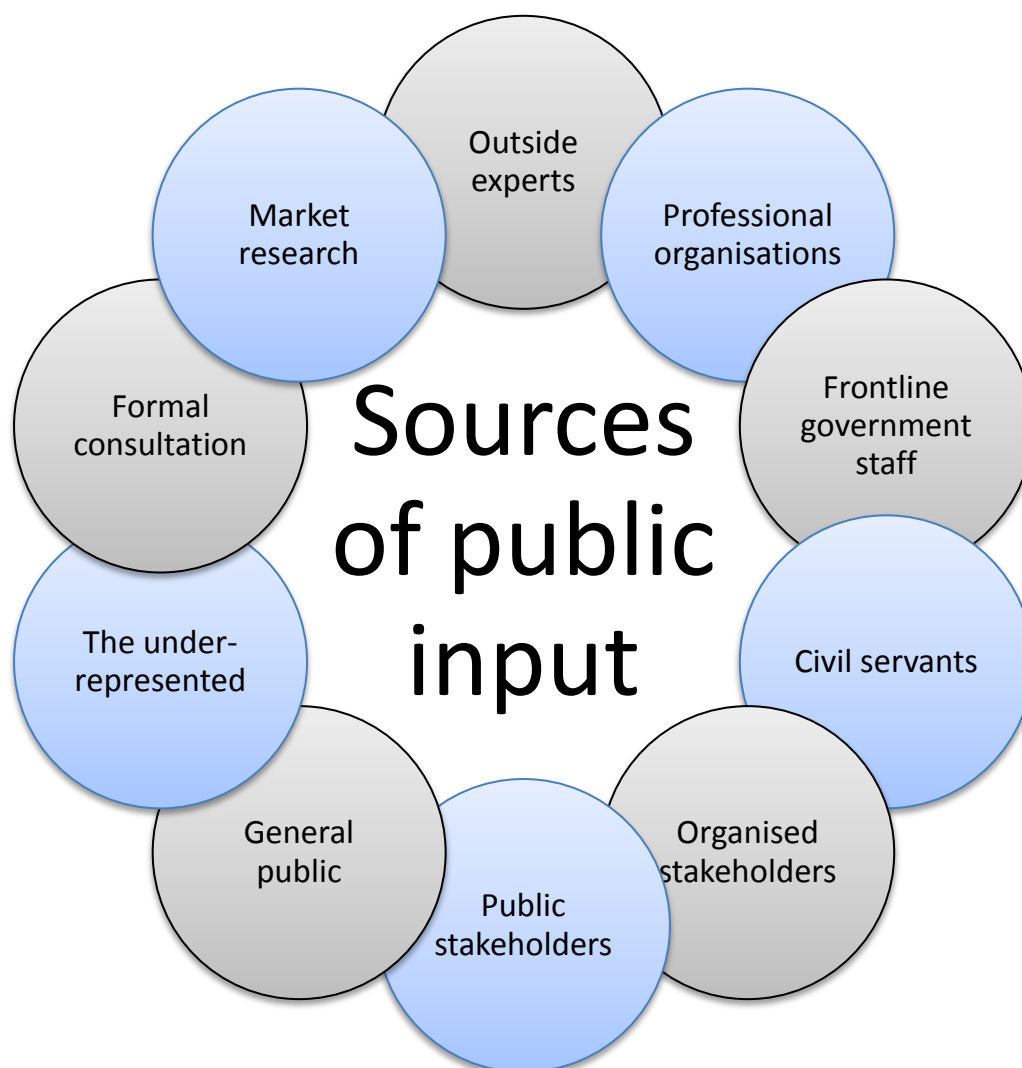 Outside
experts
Professional
organisations
Frontline
government
staff
Civil servants
Organised
stakeholders
Public
stakeholders
General
public
The under-
represented
Formal
consultation
Market
research
Sources
of public
input